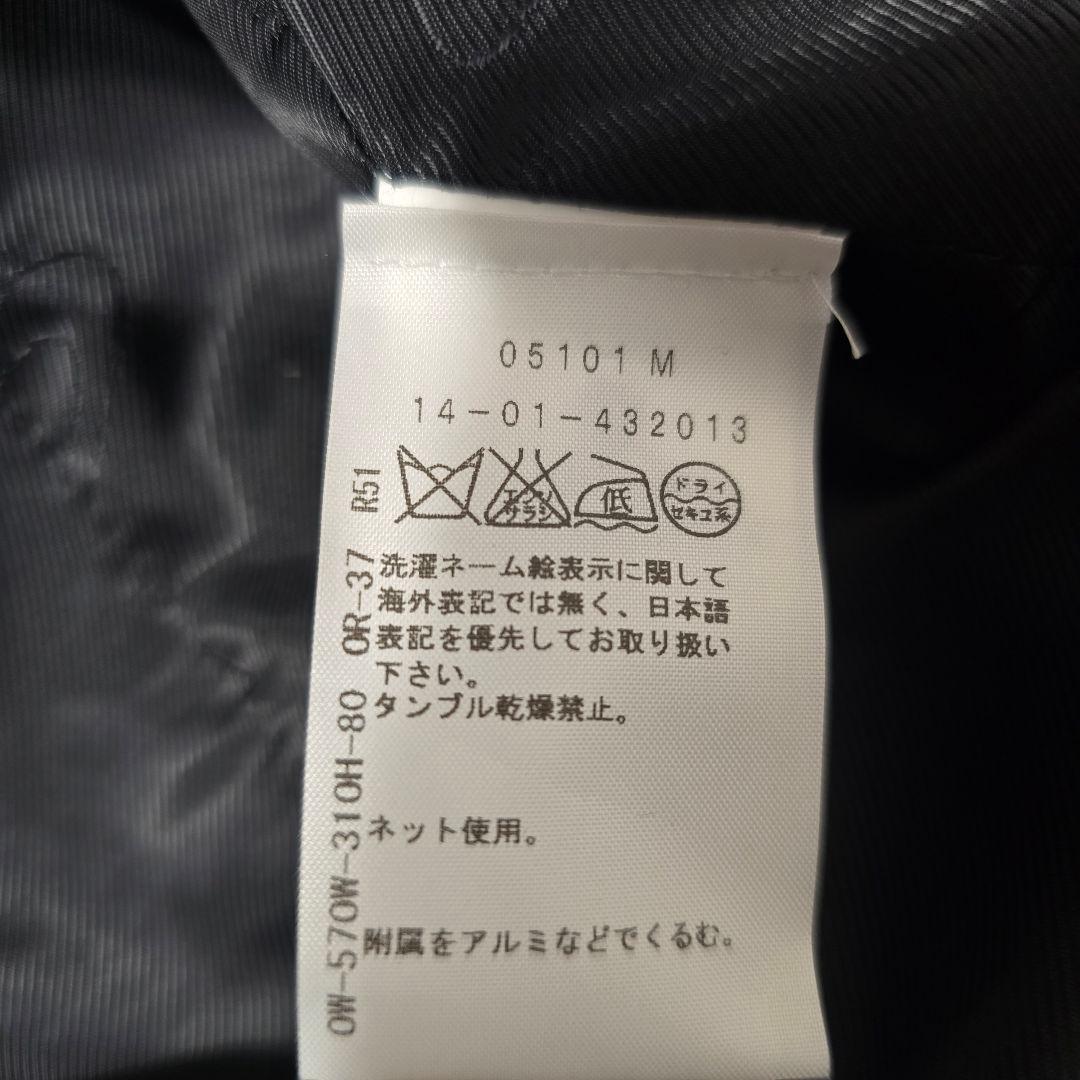 05101 M
14-01-432013
エンソ
サラシ
低
ドライ
セキユ系
洗濯ネーム絵表示に関して
海外表記では無く、日本語
表記を優先してお取り扱い
下さい。
タンブル乾燥禁止。
ネット使用。
附属をアルミなどでくるむ。
OW-570W-310H-80 OR-37 R51